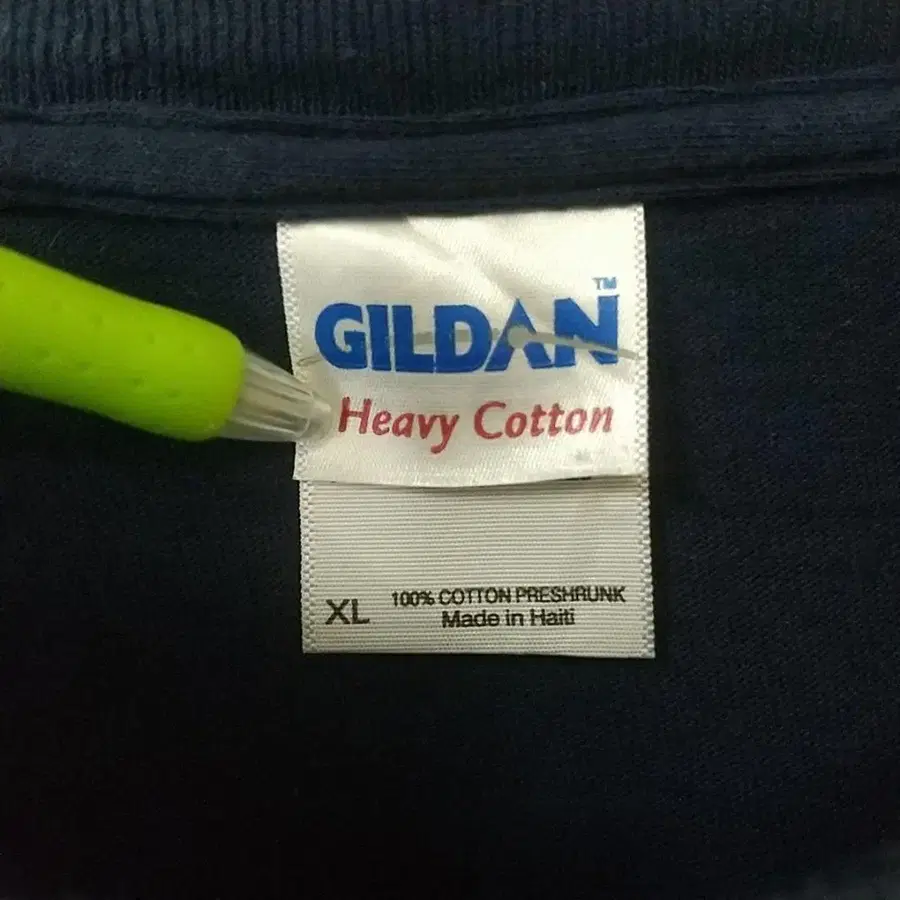 GILDAN™
Heavy Cotton
XL 100% COTTON PRESHRUNK
Made in Haiti